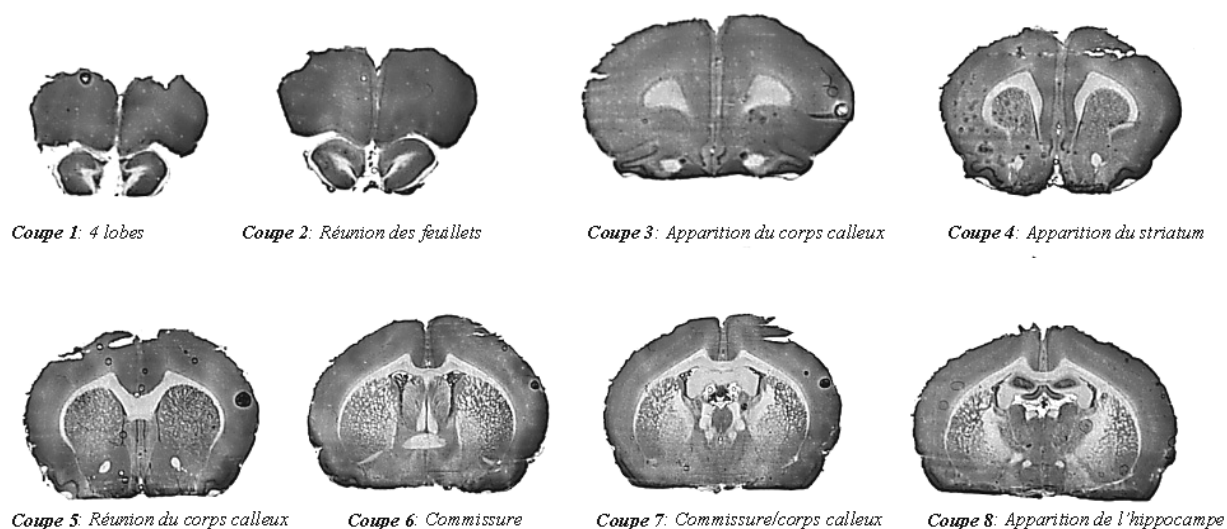 Coupe 1: 4 lobes
Coupe 2: Réunion des feuillets
Coupe 3: Apparition du corps calleux
Coupe 4: Apparition du striatum
Coupe 5: Réunion du corps calleux
Coupe 6: Commissure
Coupe 7: Commissure/corps calleux
Coupe 8: Apparition de l'hippocampe